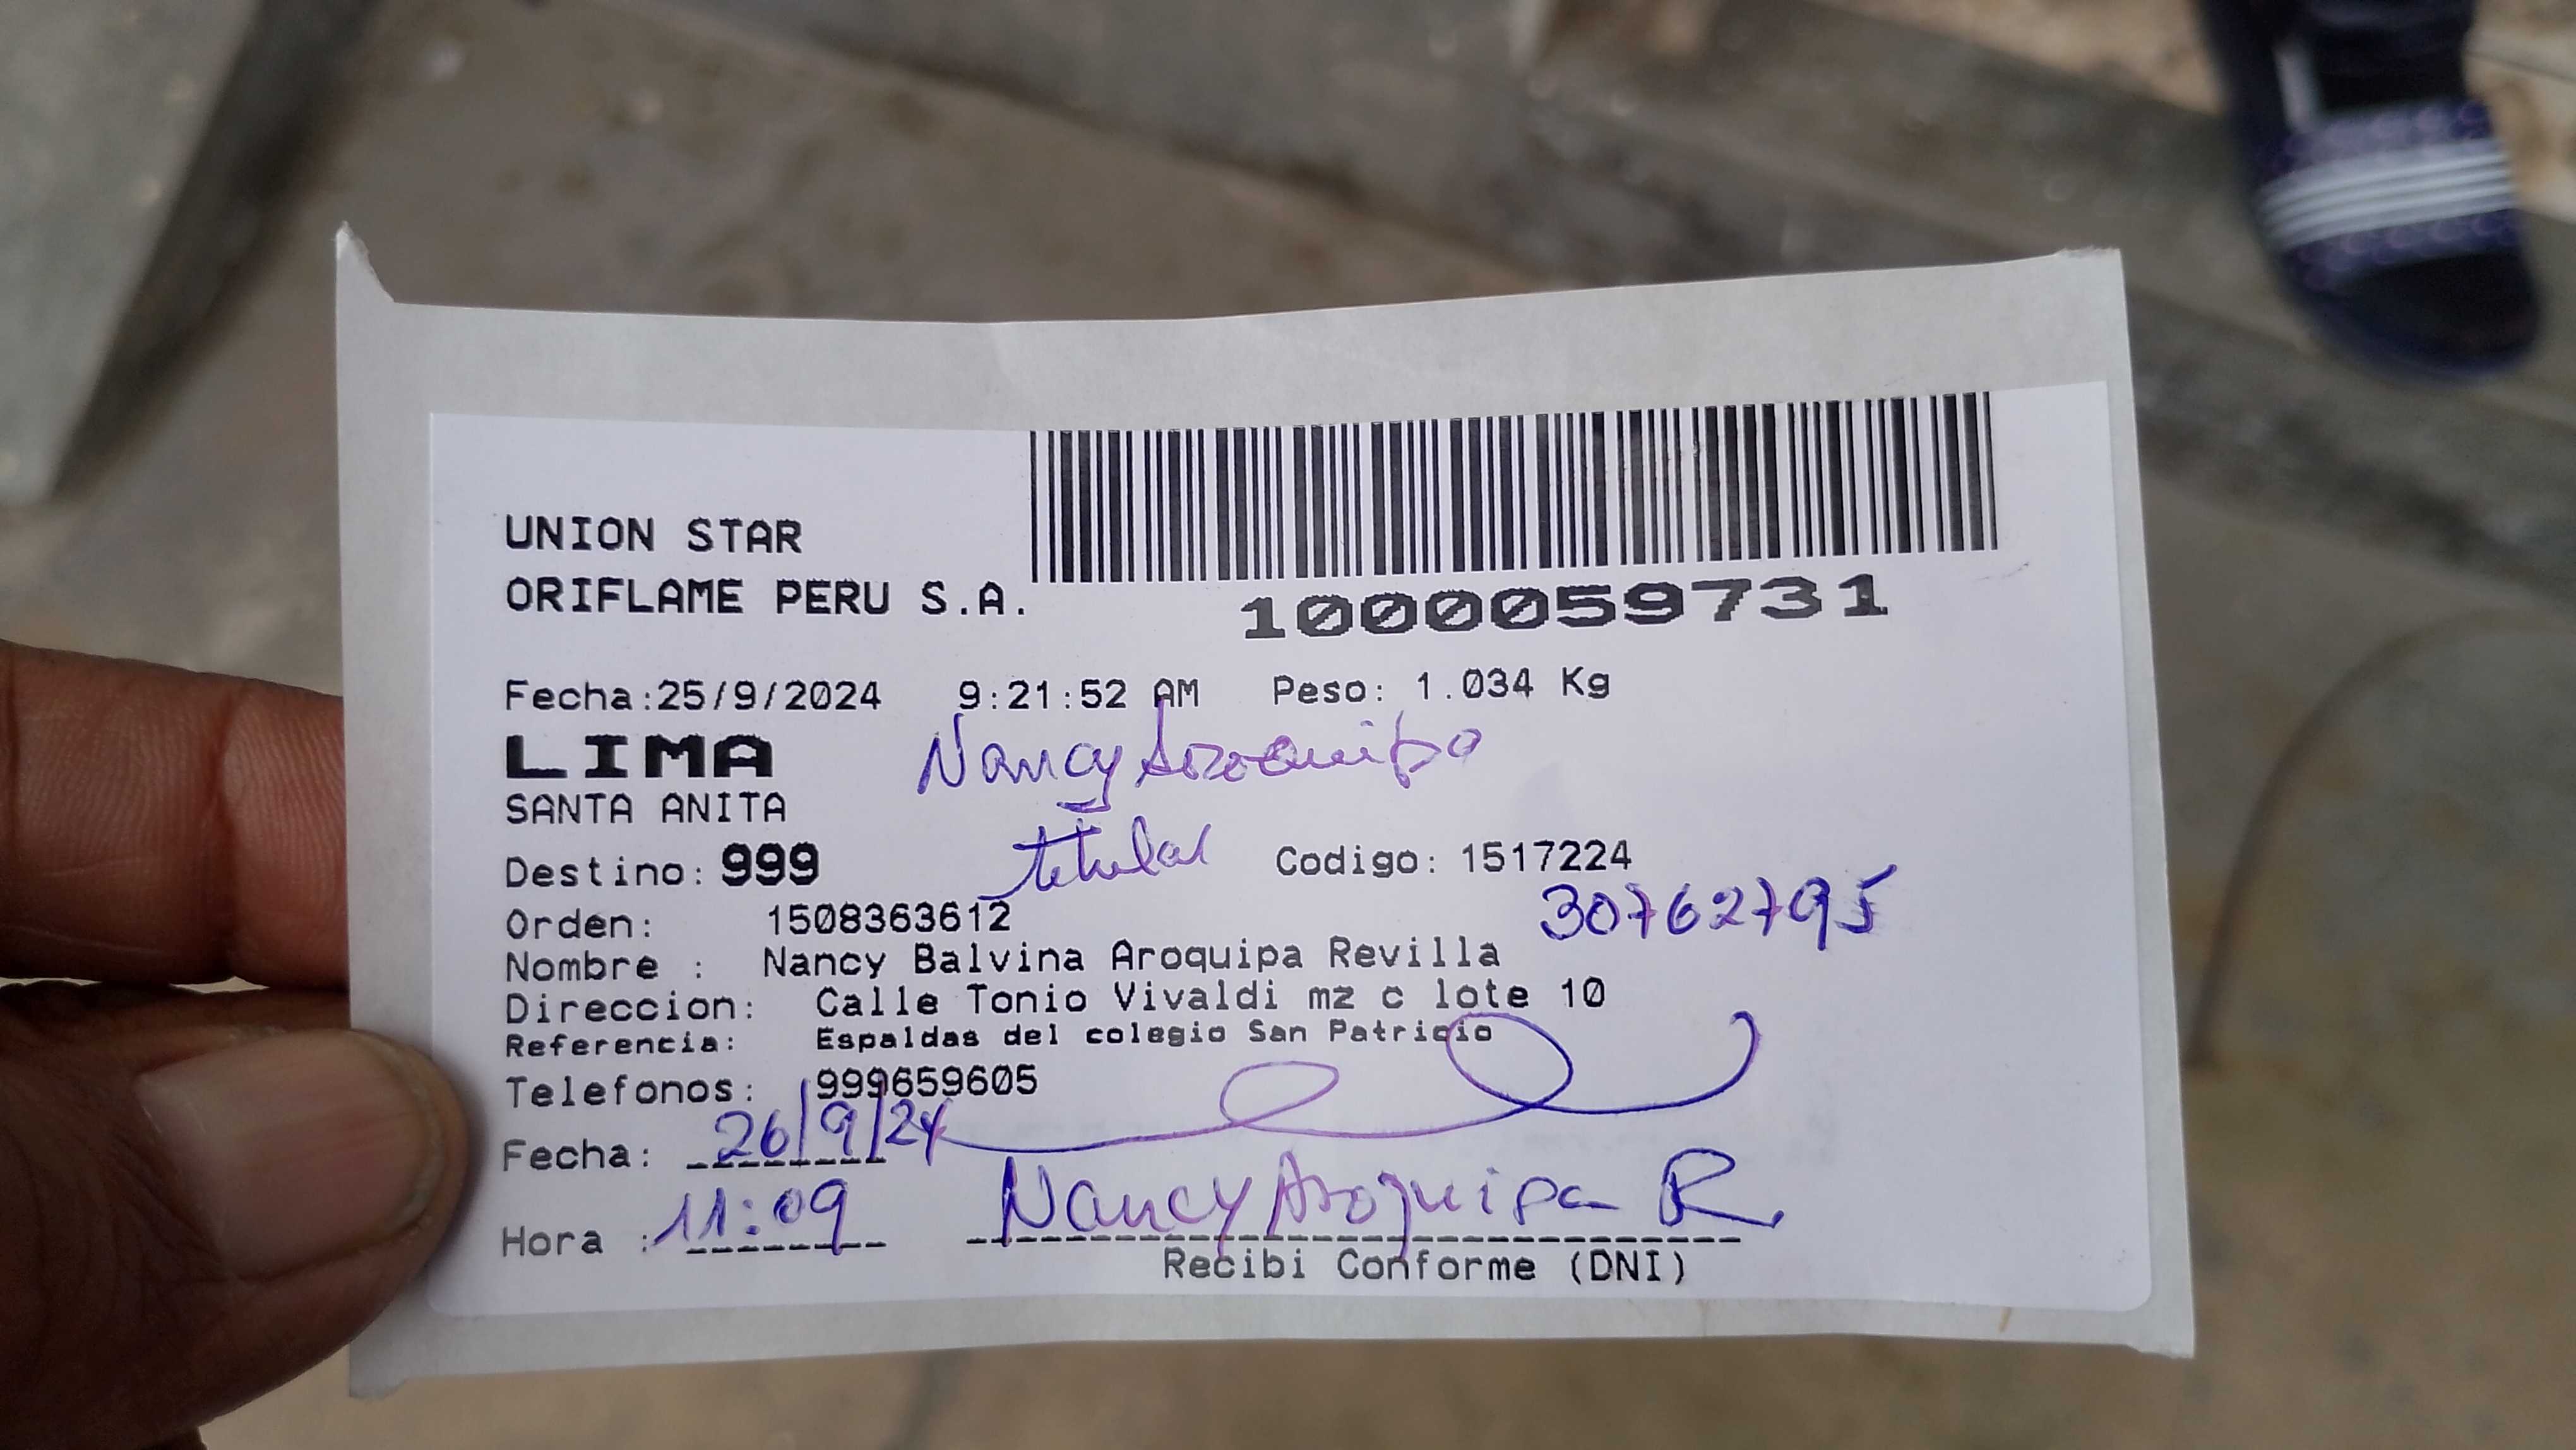 UNION STAR
ORIFLAME PERU S.A.
1000059731
Fecha:25/9/2024 9:21:52 AM Peso: 1.034 Kg
LIMA
Nancy Aroquipa
SANTA ANITA
titular
Destino: 999 Codigo: 1517224
30762795
Orden: 1508363612
Nombre : Nancy Balvina Aroquipa Revilla
Direccion: Calle Tonio Vivaldi mz c lote 10
Referencia: Espaldas del colegio San Patricio
Telefonos: 999659605
Fecha: 26/9/24
Hora : 11:09 Nancy Aroquipa R
Recibi Conforme (DNI)